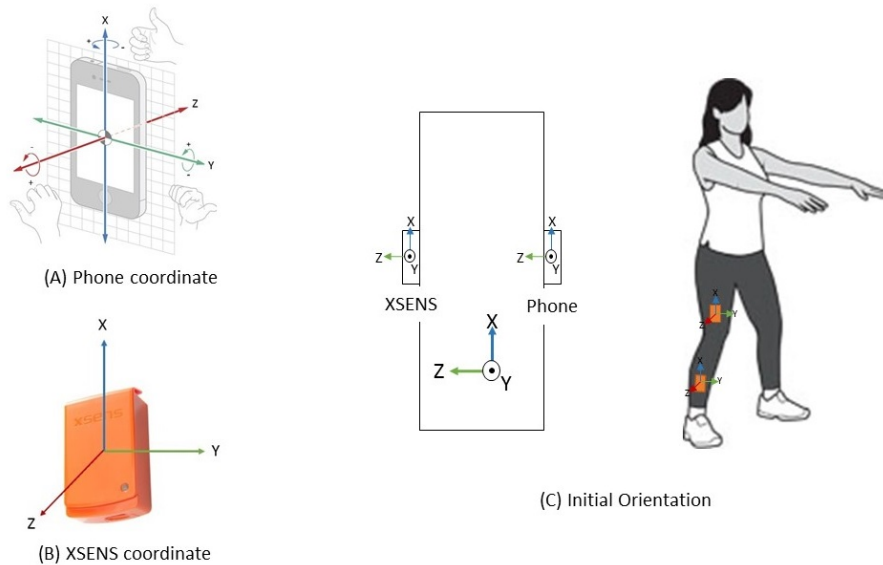 X
+
-
Z
-
+
+
-
Y
(A) Phone coordinate
X
xsens
Y
Z
(B) XSENS coordinate
X
Z
Y
XSENS
X
Z
Y
Phone
X
Z
Y
X
Y
Z
X
Y
Z
(C) Initial Orientation